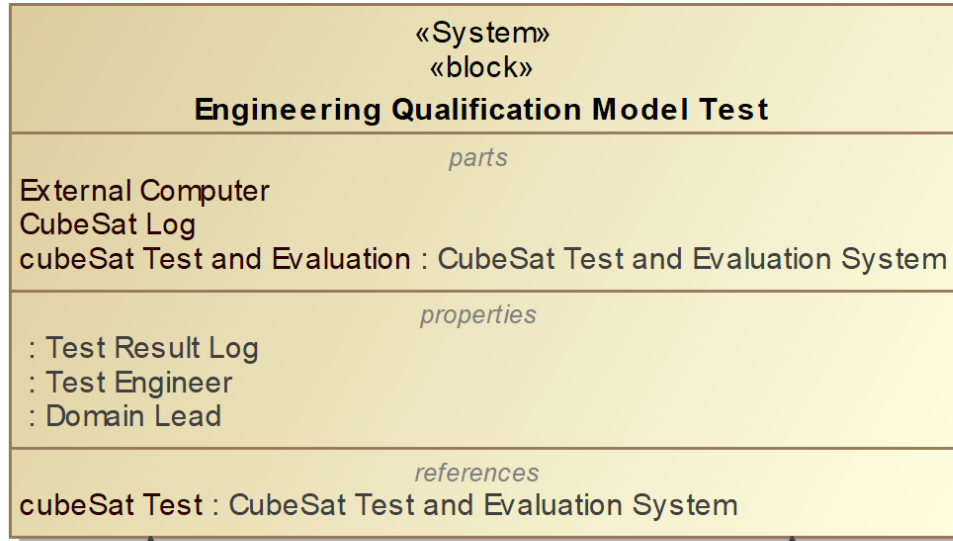 «System»
«block»
Engineering Qualification Model Test
parts
External Computer
CubeSat Log
cubeSat Test and Evaluation : CubeSat Test and Evaluation System
properties
: Test Result Log
: Test Engineer
: Domain Lead
references
cubeSat Test : CubeSat Test and Evaluation System